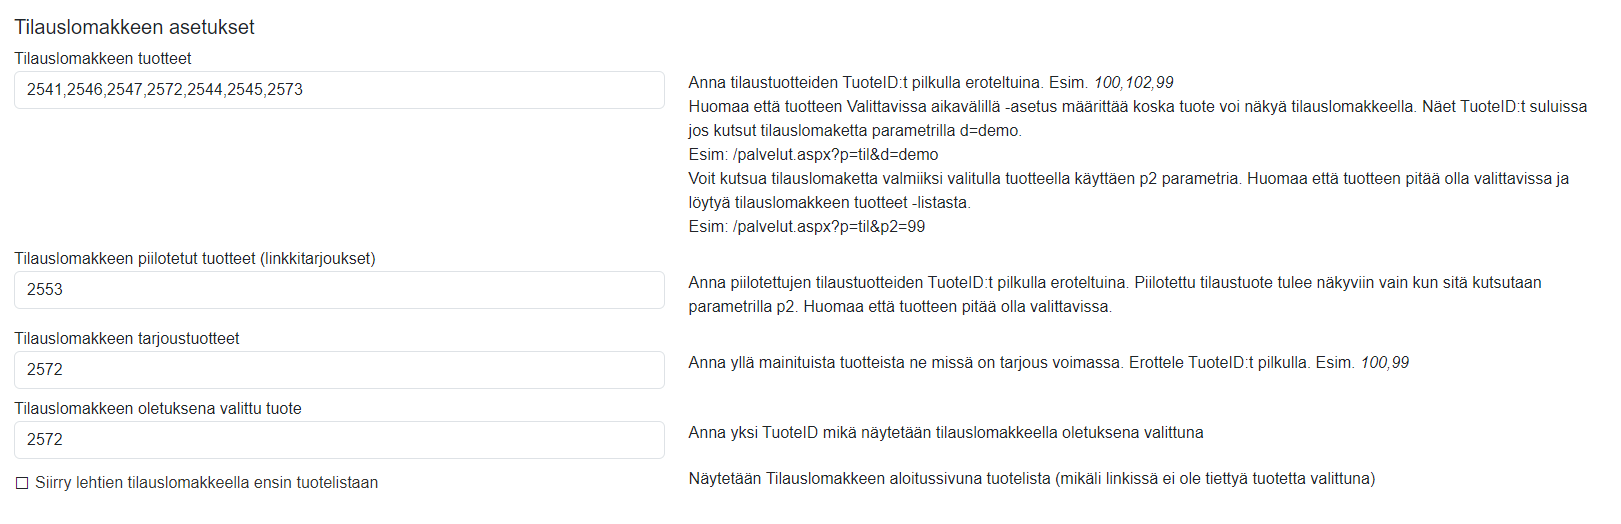 Tilauslomakkeen asetukset
Tilauslomakkeen tuotteet
2541,2546,2547,2572,2544,2545,2573
Anna tilaustuotteiden TuoteID:t pilkulla eroteltuina. Esim. 100,102,99
Huomaa että tuotteen Valittavissa aikavälillä -asetus määrittää koska tuote voi näkyä tilauslomakkeella. Näet TuoteID:t suluissa
jos kutsut tilauslomaketta parametrilla d=demo.
Esim: /palvelut.aspx?p=til&d=demo
Voit kutsua tilauslomaketta valmiiksi valitulla tuotteella käyttäen p2 parametria. Huomaa että tuotteen pitää olla valittavissa ja
löytyä tilauslomakkeen tuotteet -listasta.
Esim: /palvelut.aspx?p=til&p2=99
Tilauslomakkeen piilotetut tuotteet (linkkitarjoukset)
2553
Anna piilotettujen tilaustuotteiden TuoteID:t pilkulla eroteltuina. Piilotettu tilaustuote tulee näkyviin vain kun sitä kutsutaan
parametrilla p2. Huomaa että tuotteen pitää olla valittavissa.
Tilauslomakkeen tarjoustuotteet
2572
Anna yllä mainituista tuotteista ne missä on tarjous voimassa. Erottele TuoteID:t pilkulla. Esim. 100,99
Tilauslomakkeen oletuksena valittu tuote
2572
Anna yksi TuoteID mikä näytetään tilauslomakkeella oletuksena valittuna
Siirry lehtien tilauslomakkeella ensin tuotelistaan
Näytetään Tilauslomakkeen aloitussivuna tuotelista (mikäli linkissä ei ole tiettyä tuotetta valittuna)